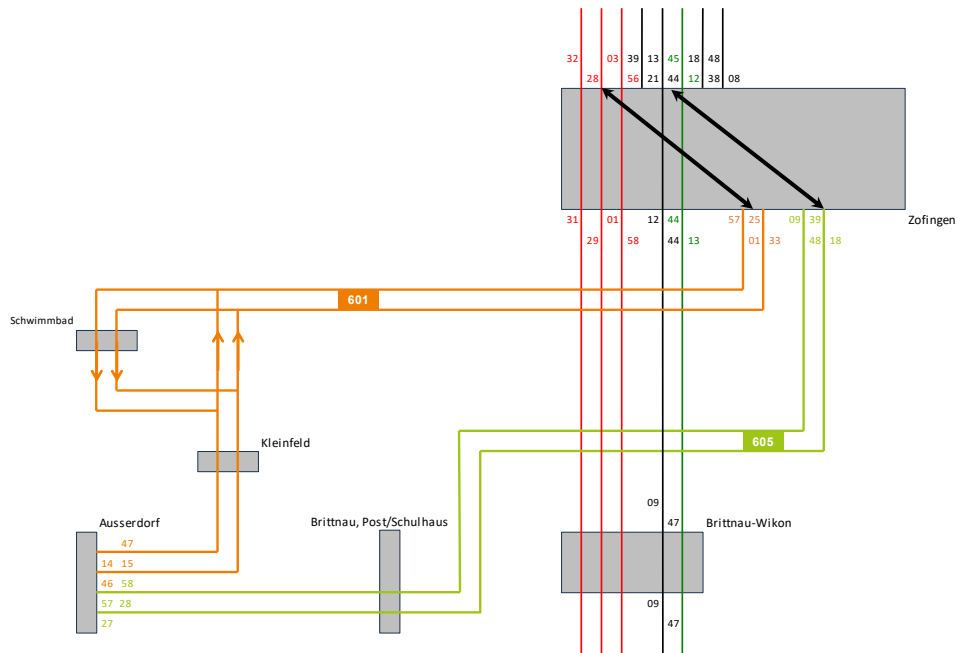 32 03 39 13 45 18 48
28 56 21 44 12 38 08
31 01 12 44 57 25 09 39 Zofingen
29 58 44 13 01 33 48 18
601
Schwimmbad
Kleinfeld
605
09
Ausserdorf Brittnau, Post/Schulhaus 47 Brittnau-Wikon
47
14 15
46 58
57 28 09
27 47